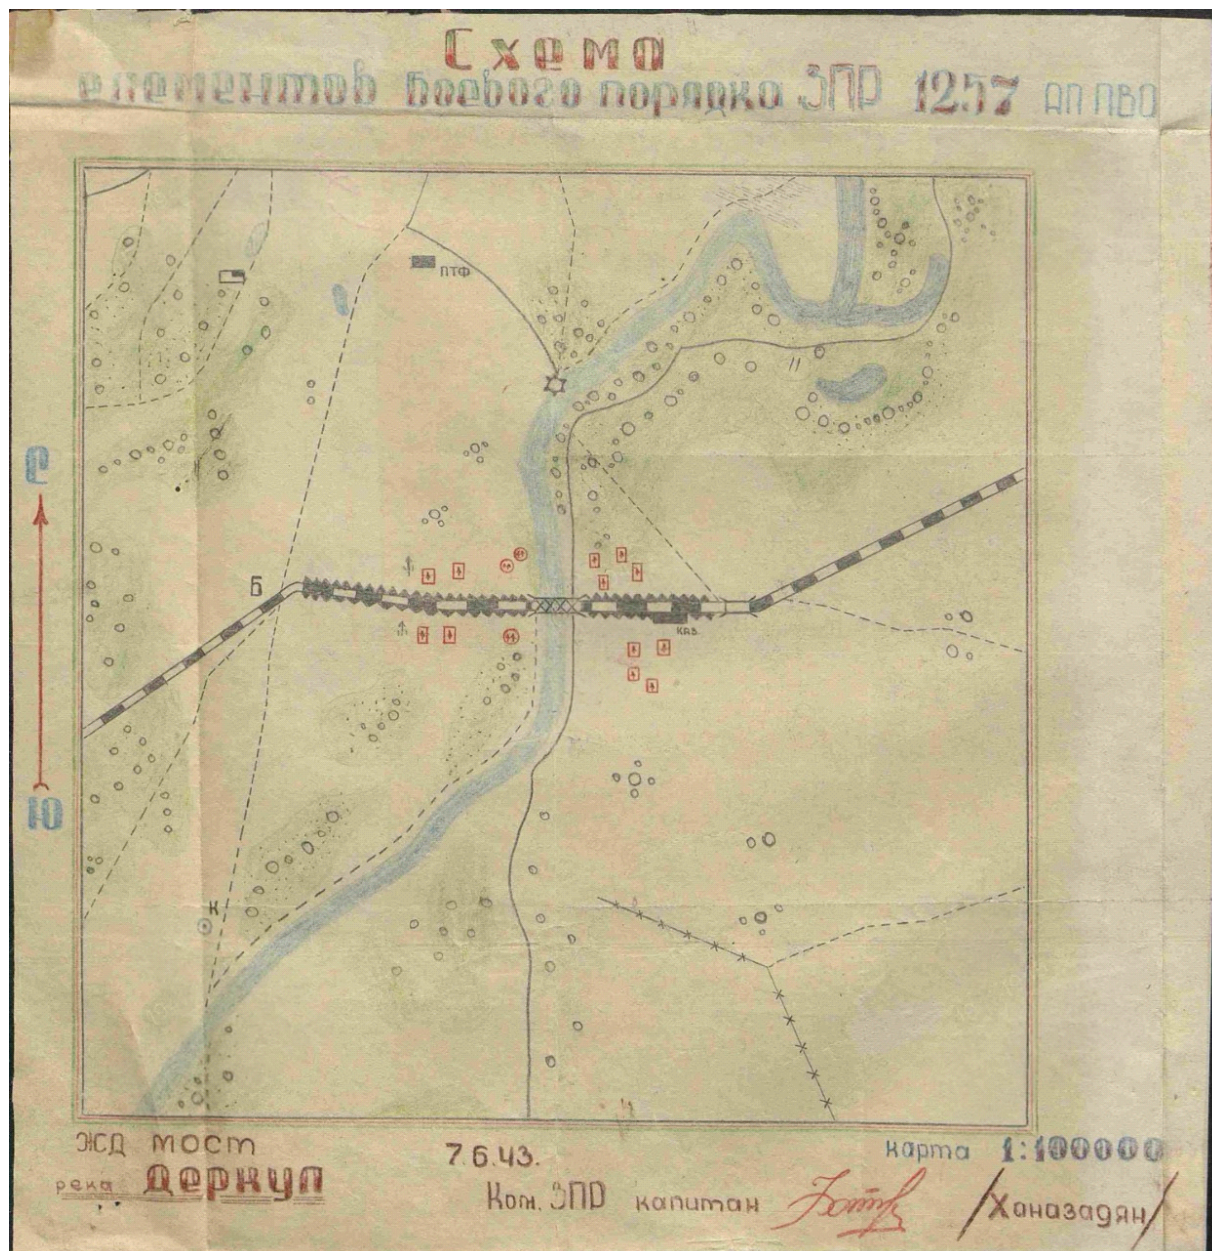 Схема
элементов боевого порядка ЗПР 1257 АП ПВО
ПТФ
С
Б
каз.
Ю
К
ЖД мост
река Деркул
7.6.43.
Ком. ЗПР капитан /Ханазадян/
карта 1:100000